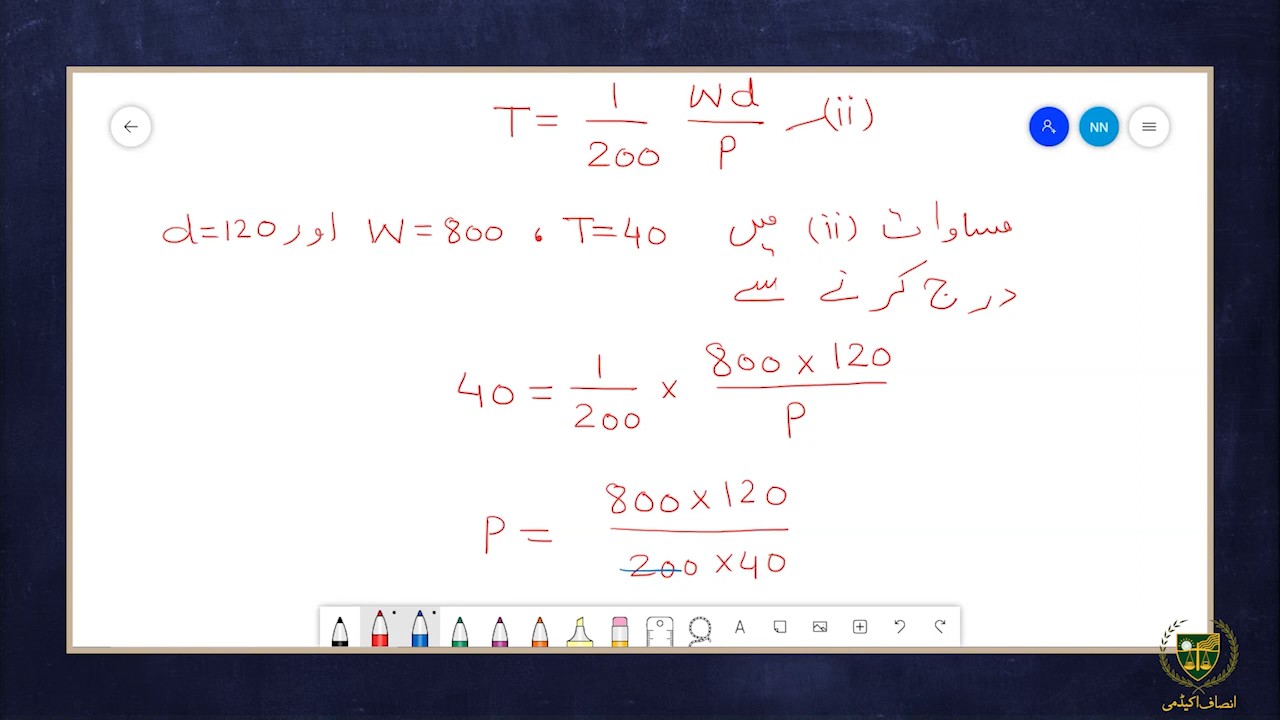 T = 1/200 Wd/P (ii)
مساوات (ii) میں T=40 ، W=800 اور d=120
درج کرنے سے
40 = 1/200 × 800 × 120/P
P = 800 × 120/200 × 40
NN
A
انصاف اکیڈمی